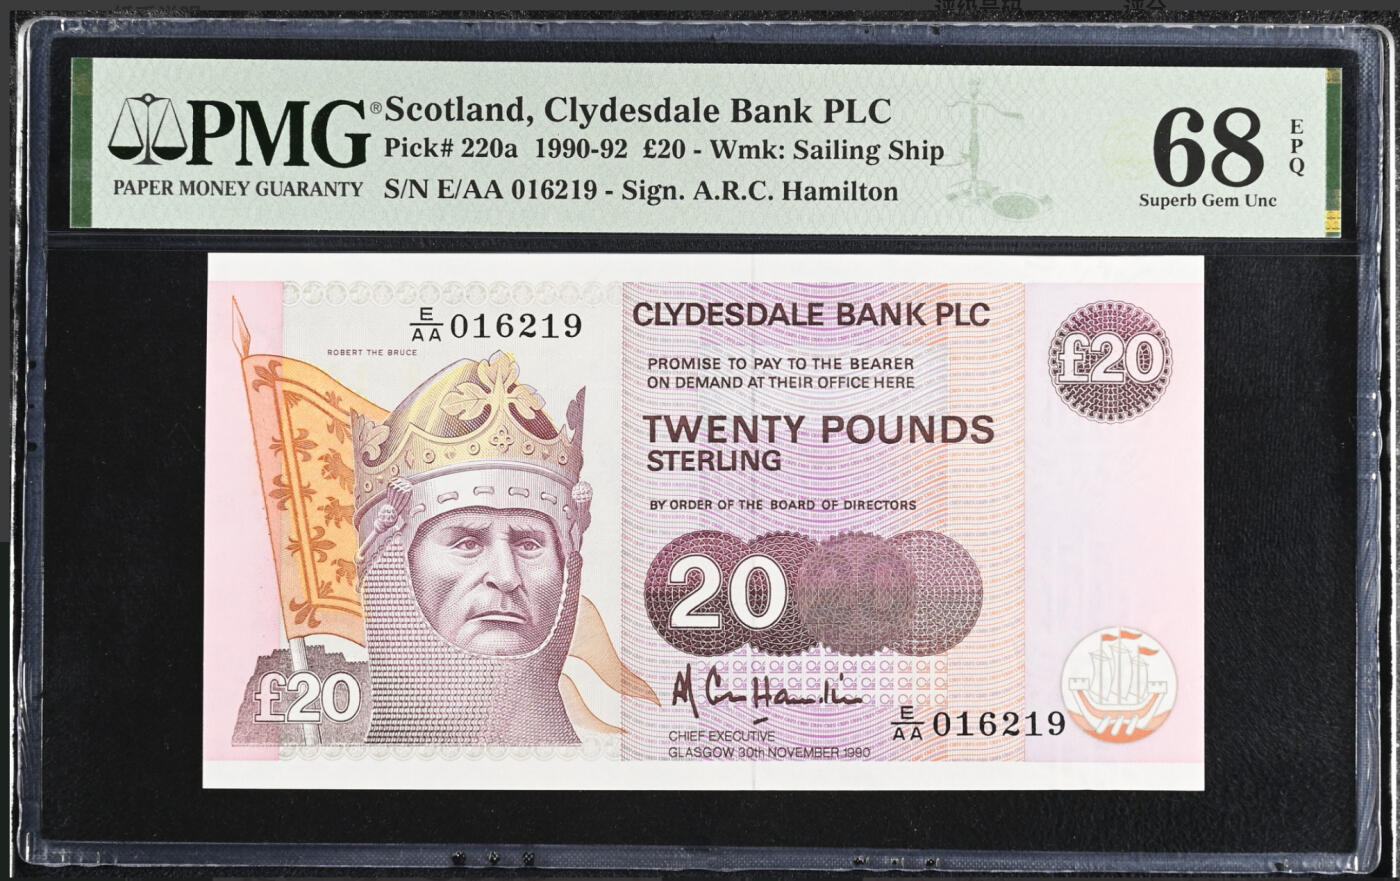 PMG®
PAPER MONEY GUARANTY
Scotland, Clydesdale Bank PLC
Pick# 220a 1990-92 £20 - Wmk: Sailing Ship
S/N E/AA 016219 - Sign. A.R.C. Hamilton
68
EPQ
Superb Gem Unc
E/AA 016219
ROBERT THE BRUCE
CLYDESDALE BANK PLC
PROMISE TO PAY TO THE BEARER
ON DEMAND AT THEIR OFFICE HERE
TWENTY POUNDS
STERLING
BY ORDER OF THE BOARD OF DIRECTORS
£20
20
£20
CHIEF EXECUTIVE
GLASGOW 30th NOVEMBER 1990
E/AA 016219